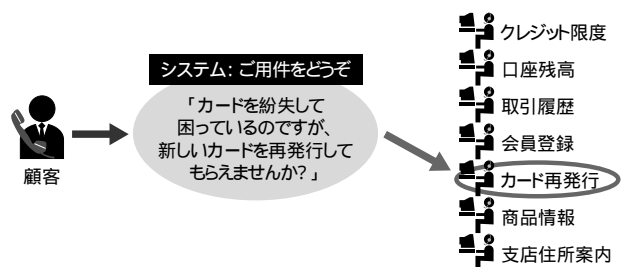 システム: ご用件をどうぞ
「カードを紛失して
困っているのですが、
新しいカードを再発行して
もらえませんか?」
顧客
クレジット限度
口座残高
取引履歴
会員登録
カード再発行
商品情報
支店住所案内